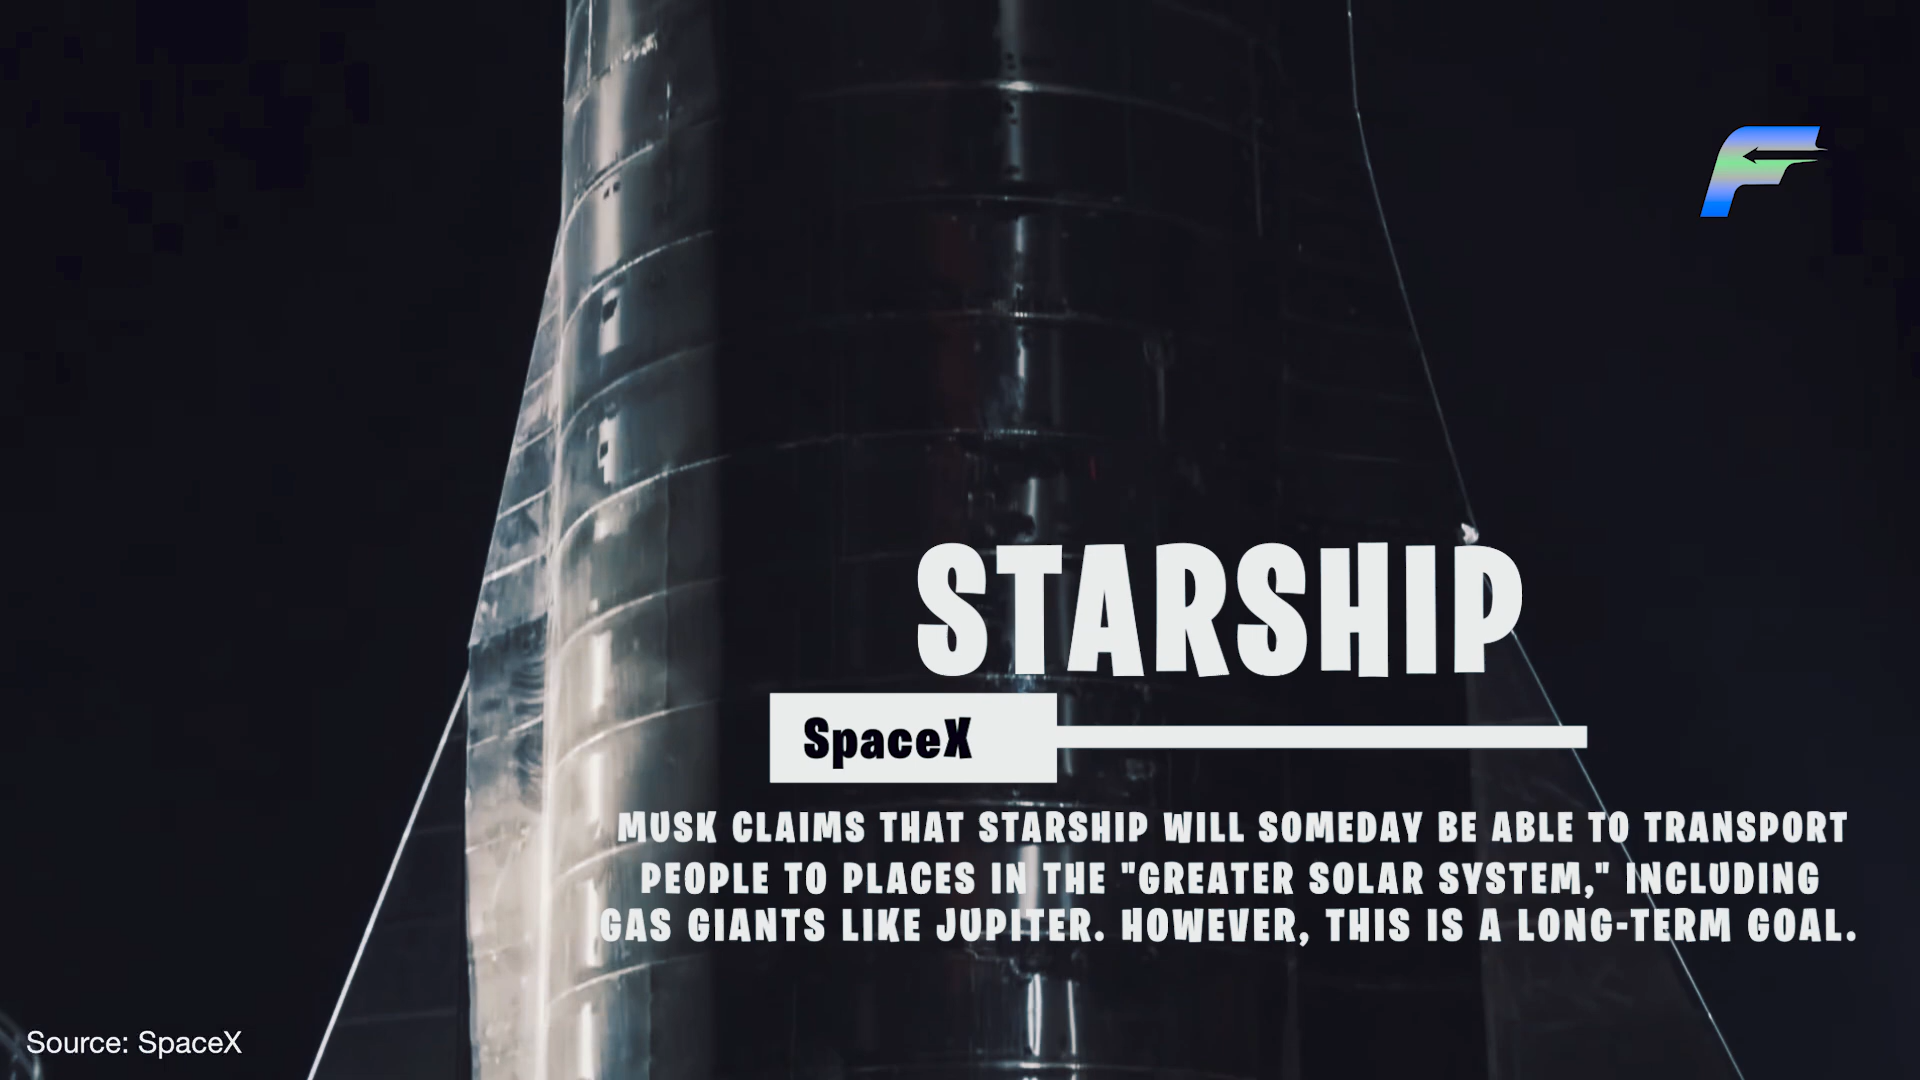 STARSHIP
SpaceX
MUSK CLAIMS THAT STARSHIP WILL SOMEDAY BE ABLE TO TRANSPORT
PEOPLE TO PLACES IN THE "GREATER SOLAR SYSTEM," INCLUDING
GAS GIANTS LIKE JUPITER. HOWEVER, THIS IS A LONG-TERM GOAL.
Source: SpaceX